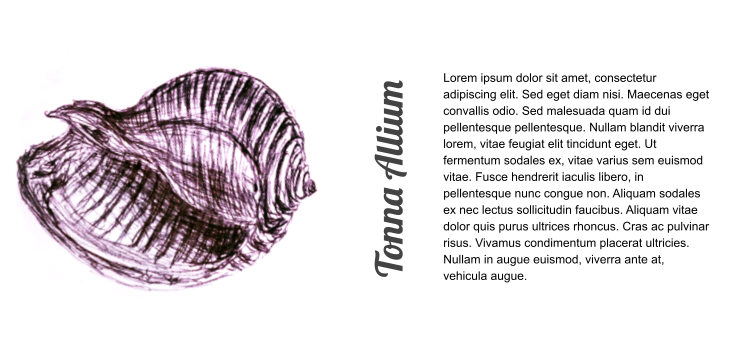 Tonna Allium
Lorem ipsum dolor sit amet, consectetur
adipiscing elit. Sed eget diam nisi. Maecenas eget
convallis odio. Sed malesuada quam id dui
pellentesque pellentesque. Nullam blandit viverra
lorem, vitae feugiat elit tincidunt eget. Ut
fermentum sodales ex, vitae varius sem euismod
vitae. Fusce hendrerit iaculis libero, in
pellentesque nunc congue non. Aliquam sodales
ex nec lectus sollicitudin faucibus. Aliquam vitae
dolor quis purus ultrices rhoncus. Cras ac pulvinar
risus. Vivamus condimentum placerat ultricies.
Nullam in augue euismod, viverra ante at,
vehicula augue.